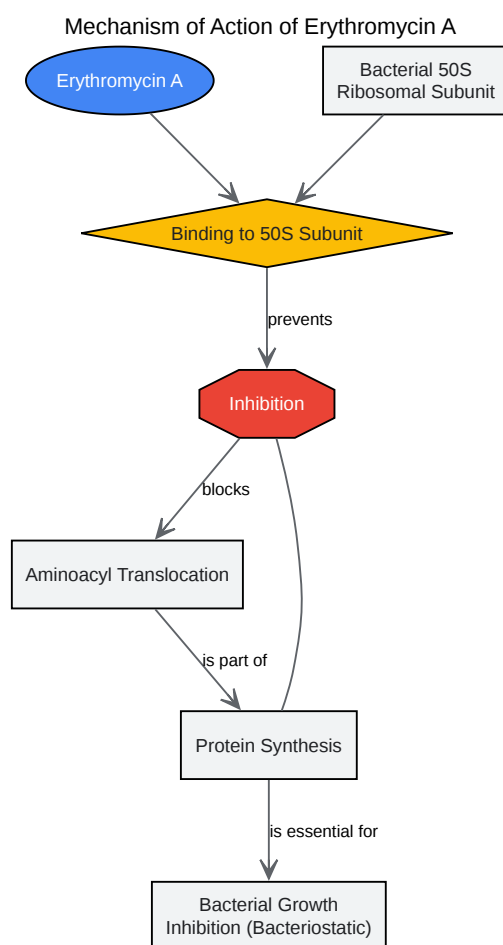 Mechanism of Action of Erythromycin A
Erythromycin A
Bacterial 50S
Ribosomal Subunit
Binding to 50S Subunit
prevents
Inhibition
blocks
Aminoacyl Translocation
is part of
Protein Synthesis
is essential for
Bacterial Growth
Inhibition (Bacteriostatic)